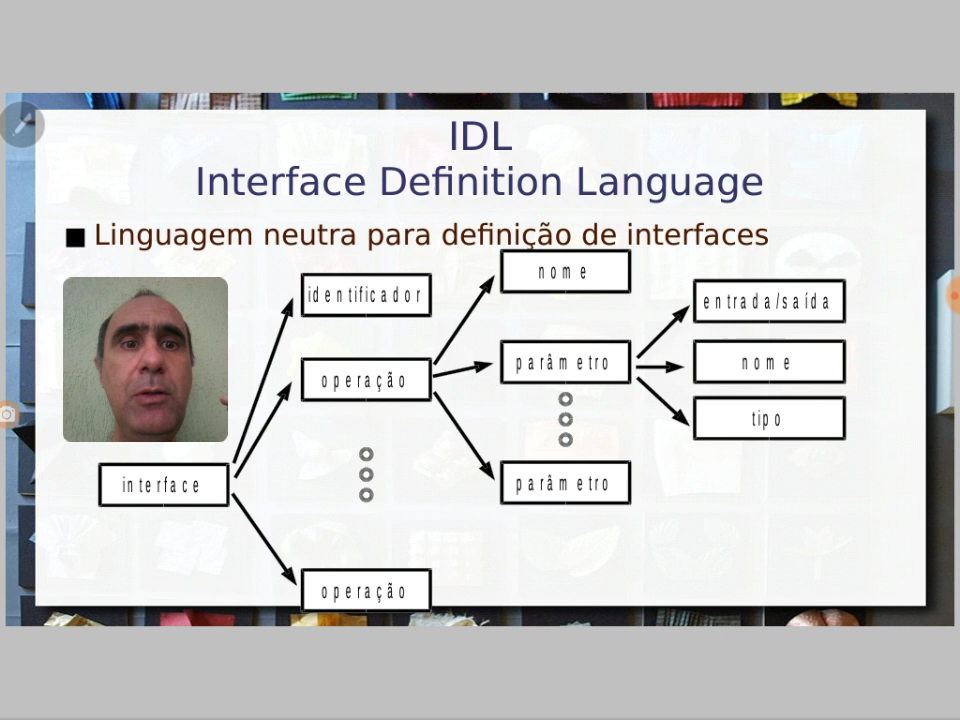 IDL
Interface Definition Language
Linguagem neutra para definição de interfaces
nome
identificador
entrada/saída
parâmetro
nome
operação
tipo
interface
parâmetro
operação